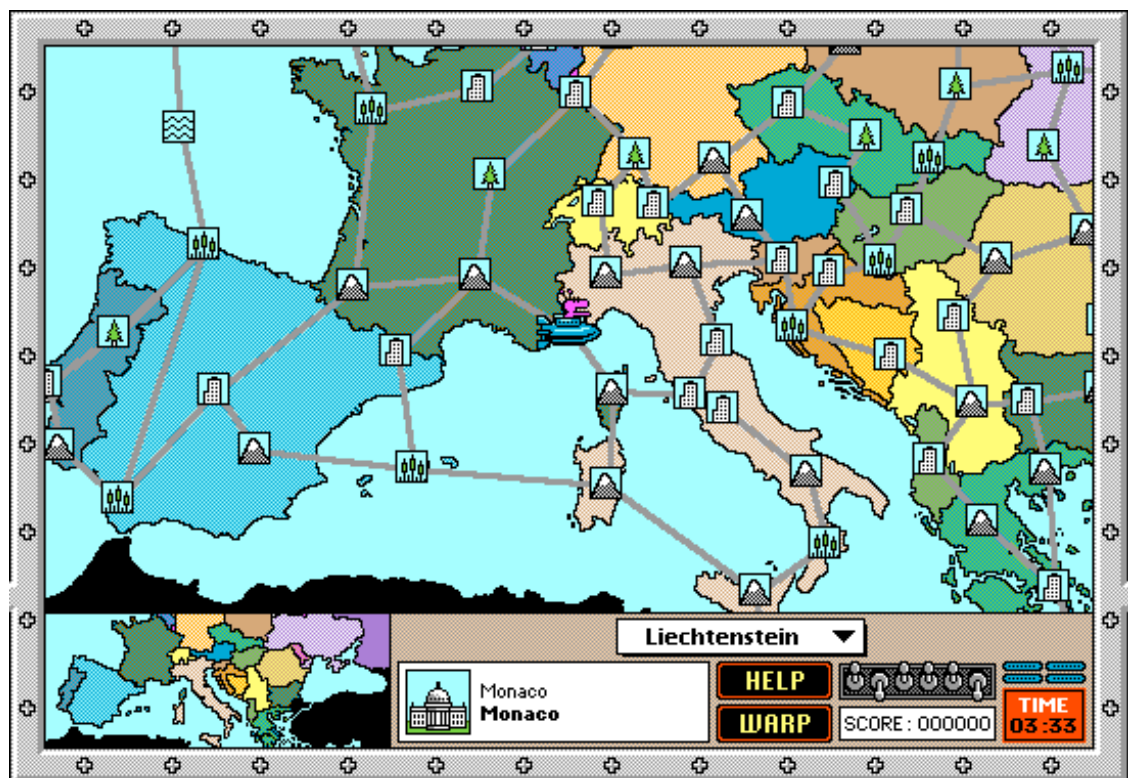 Liechtenstein
Monaco
Monaco
HELP
WARP
SCORE: 000000
TIME
03:33